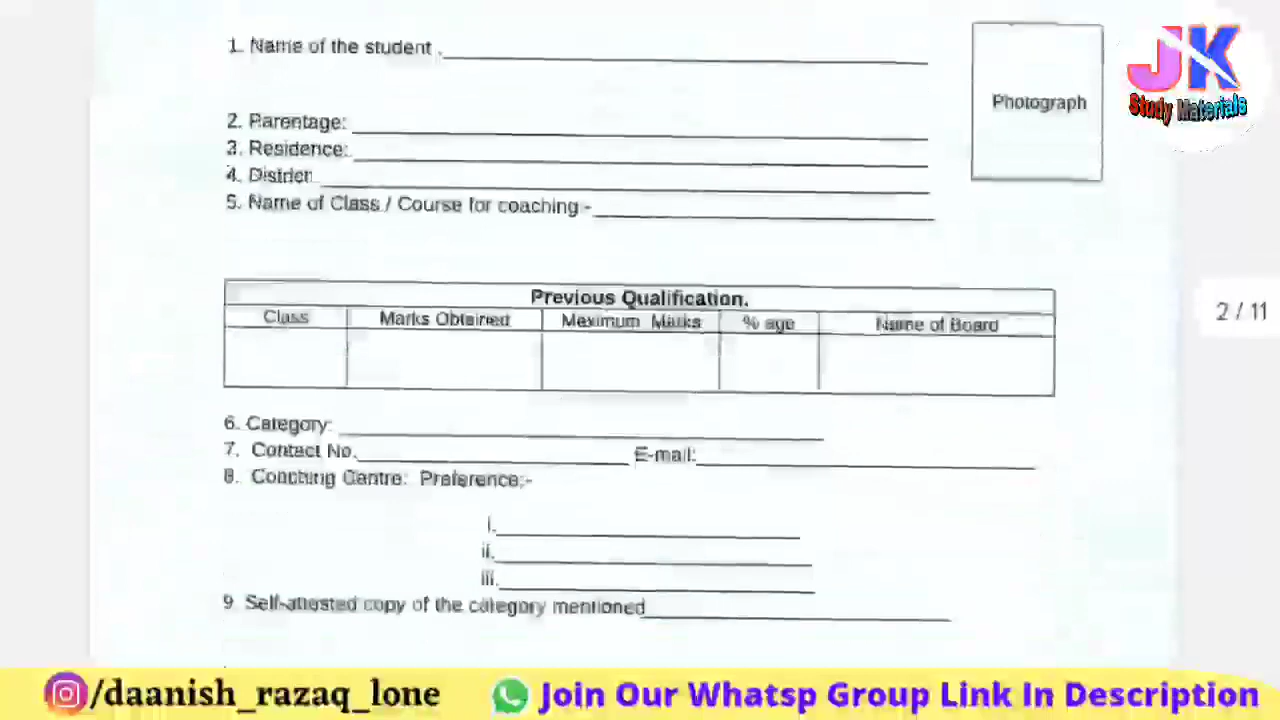 1. Name of the student .
Photograph
JK
Study Materials
2. Parentage:
3. Residence:
4. District
5. Name of Class / Course for coaching:-
Previous Qualification.
Class Marks Obtained Maximum Marks % age Name of Board
2 / 11
6. Category:
7. Contact No. E-mail:
8. Coaching Centre: Preference:-
i.
ii.
iii.
9 Self-attested copy of the category mentioned
/daanish_razaq_lone Join Our Whatsp Group Link In Description